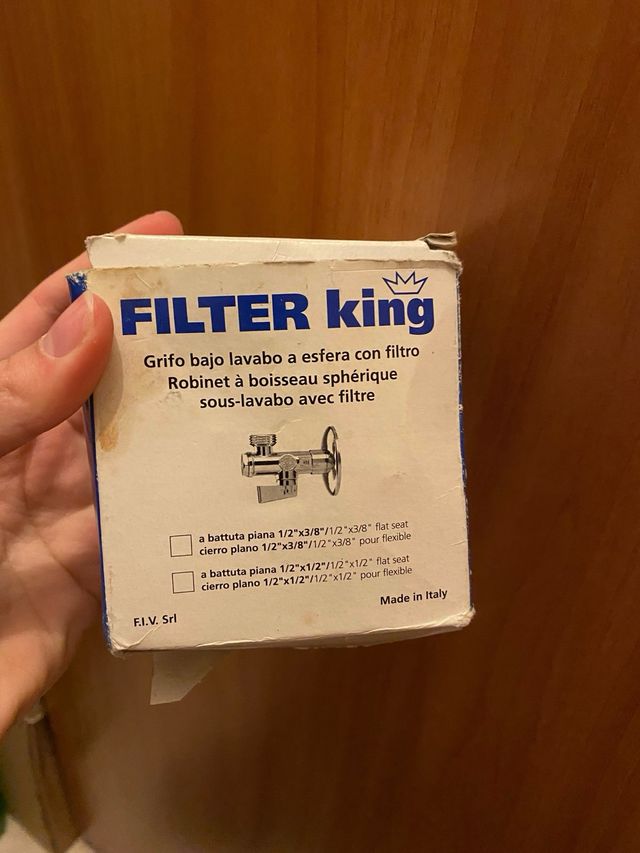 FILTER king
Grifo bajo lavabo a esfera con filtro
Robinet à boisseau sphérique
sous-lavabo avec filtre
a battuta piana 1/2"x3/8"/1/2"x3/8" flat seat
cierro plano 1/2"x3/8"/1/2"x3/8" pour flexible
a battuta piana 1/2"x1/2"/1/2"x1/2" flat seat
cierro plano 1/2"x1/2"/1/2"x1/2" pour flexible
F.I.V. Srl
Made in Italy